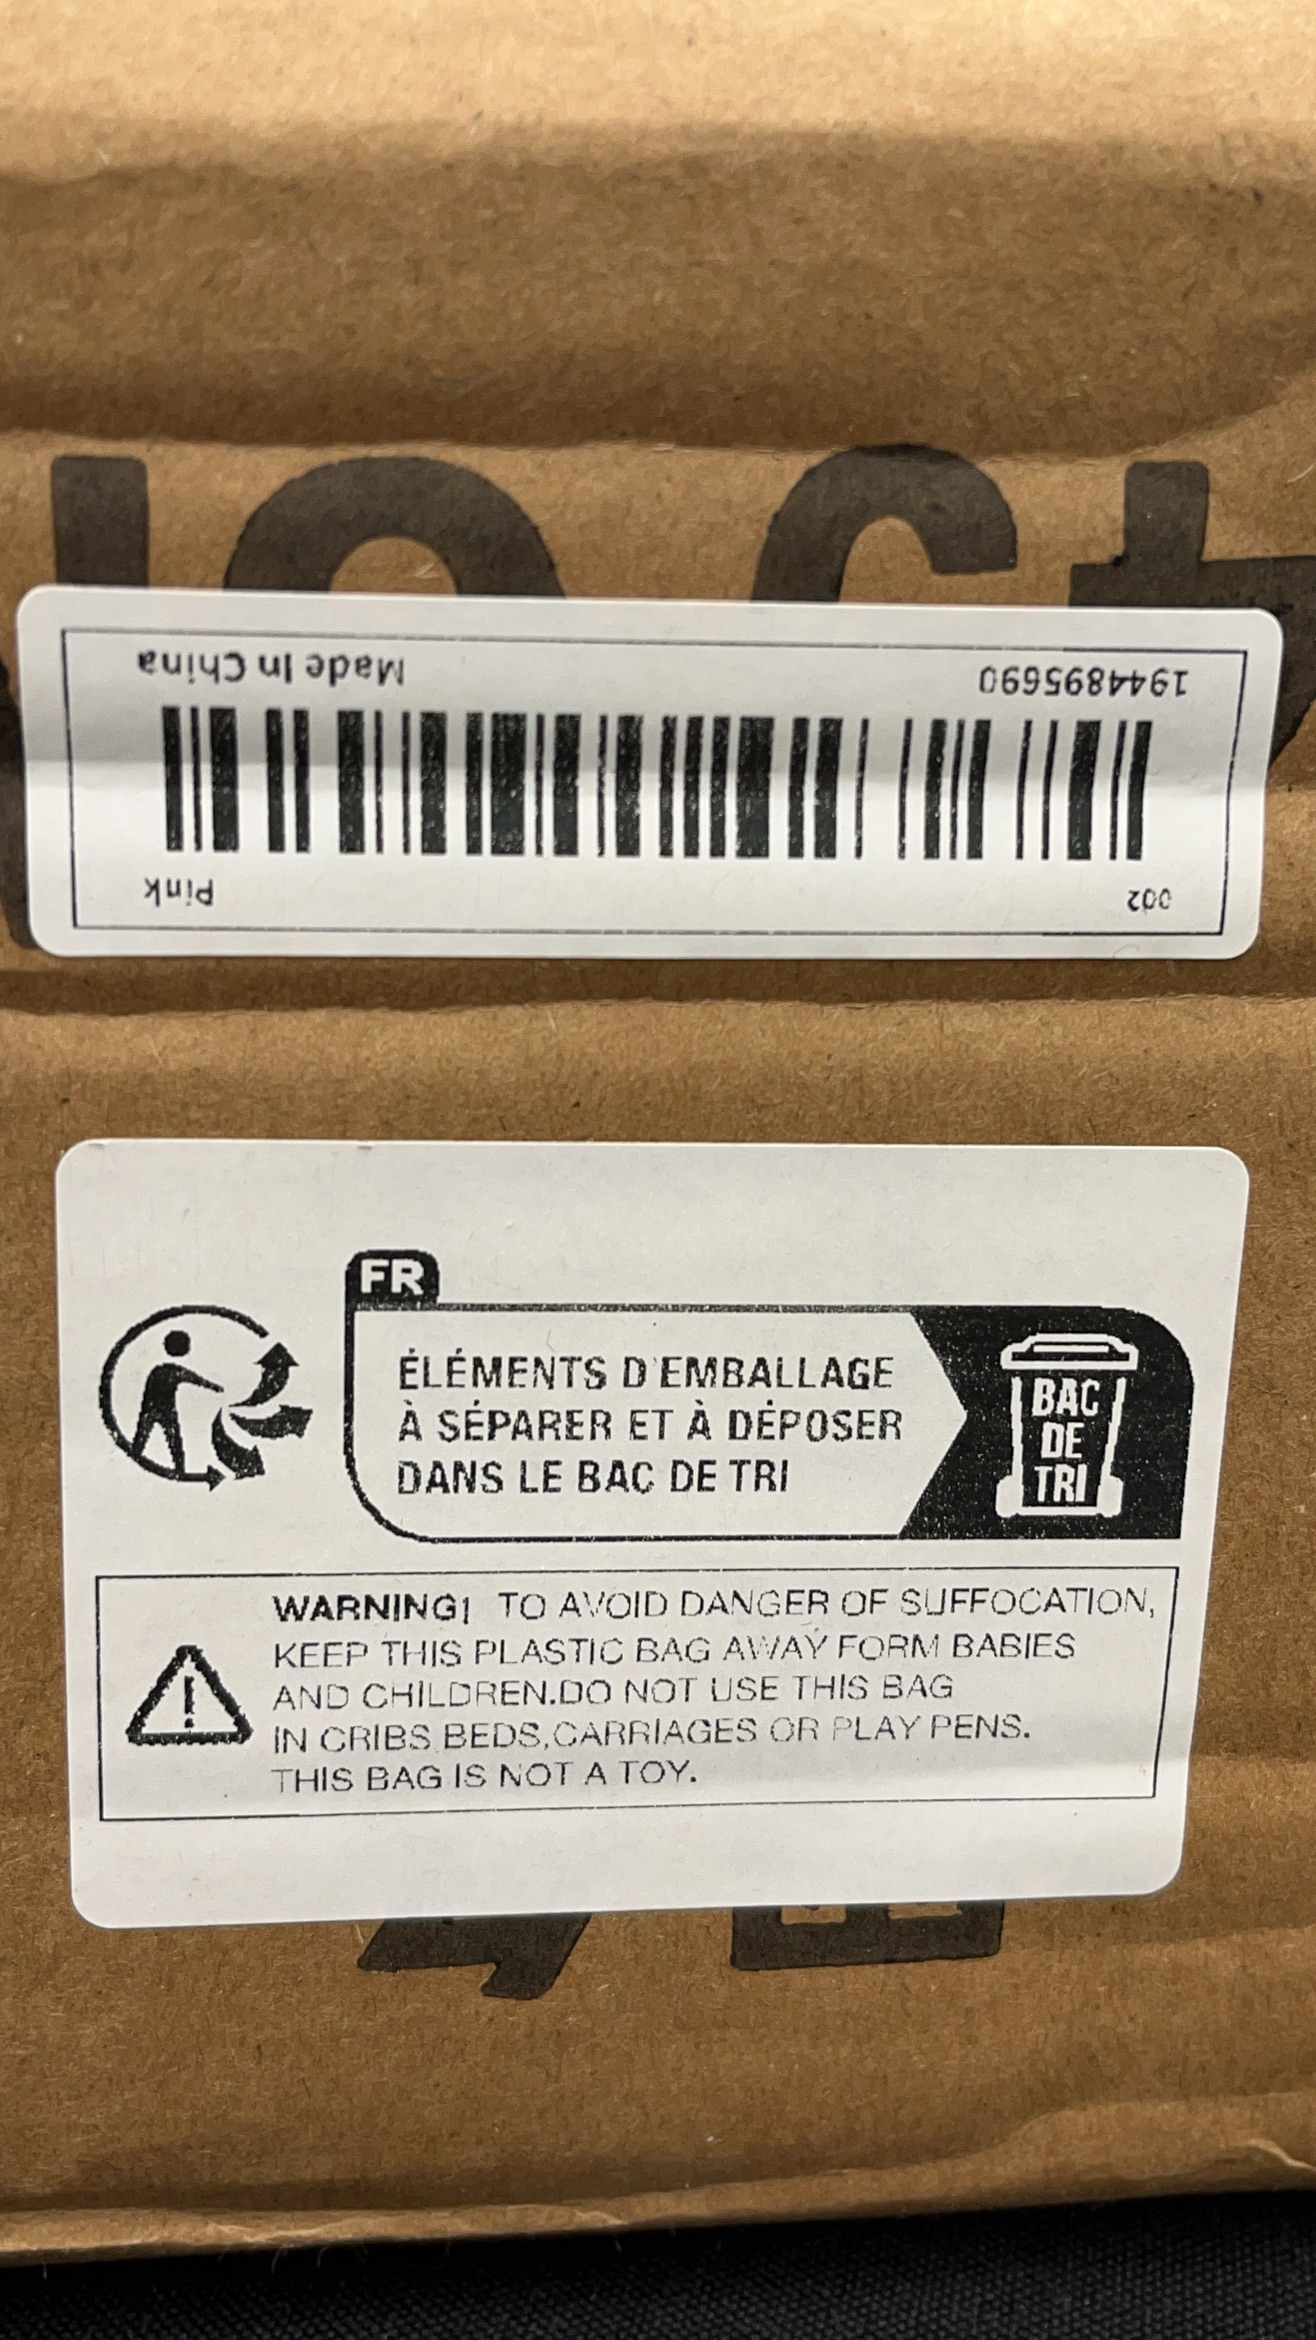 002 Pink
1944895690 Made In China
FR
ÉLÉMENTS D'EMBALLAGE
À SÉPARER ET À DÉPOSER
DANS LE BAC DE TRI
BAC
DE
TRI
WARNING! TO AVOID DANGER OF SUFFOCATION,
KEEP THIS PLASTIC BAG AWAY FORM BABIES
AND CHILDREN.DO NOT USE THIS BAG
IN CRIBS BEDS,CARRIAGES OR PLAY PENS.
THIS BAG IS NOT A TOY.